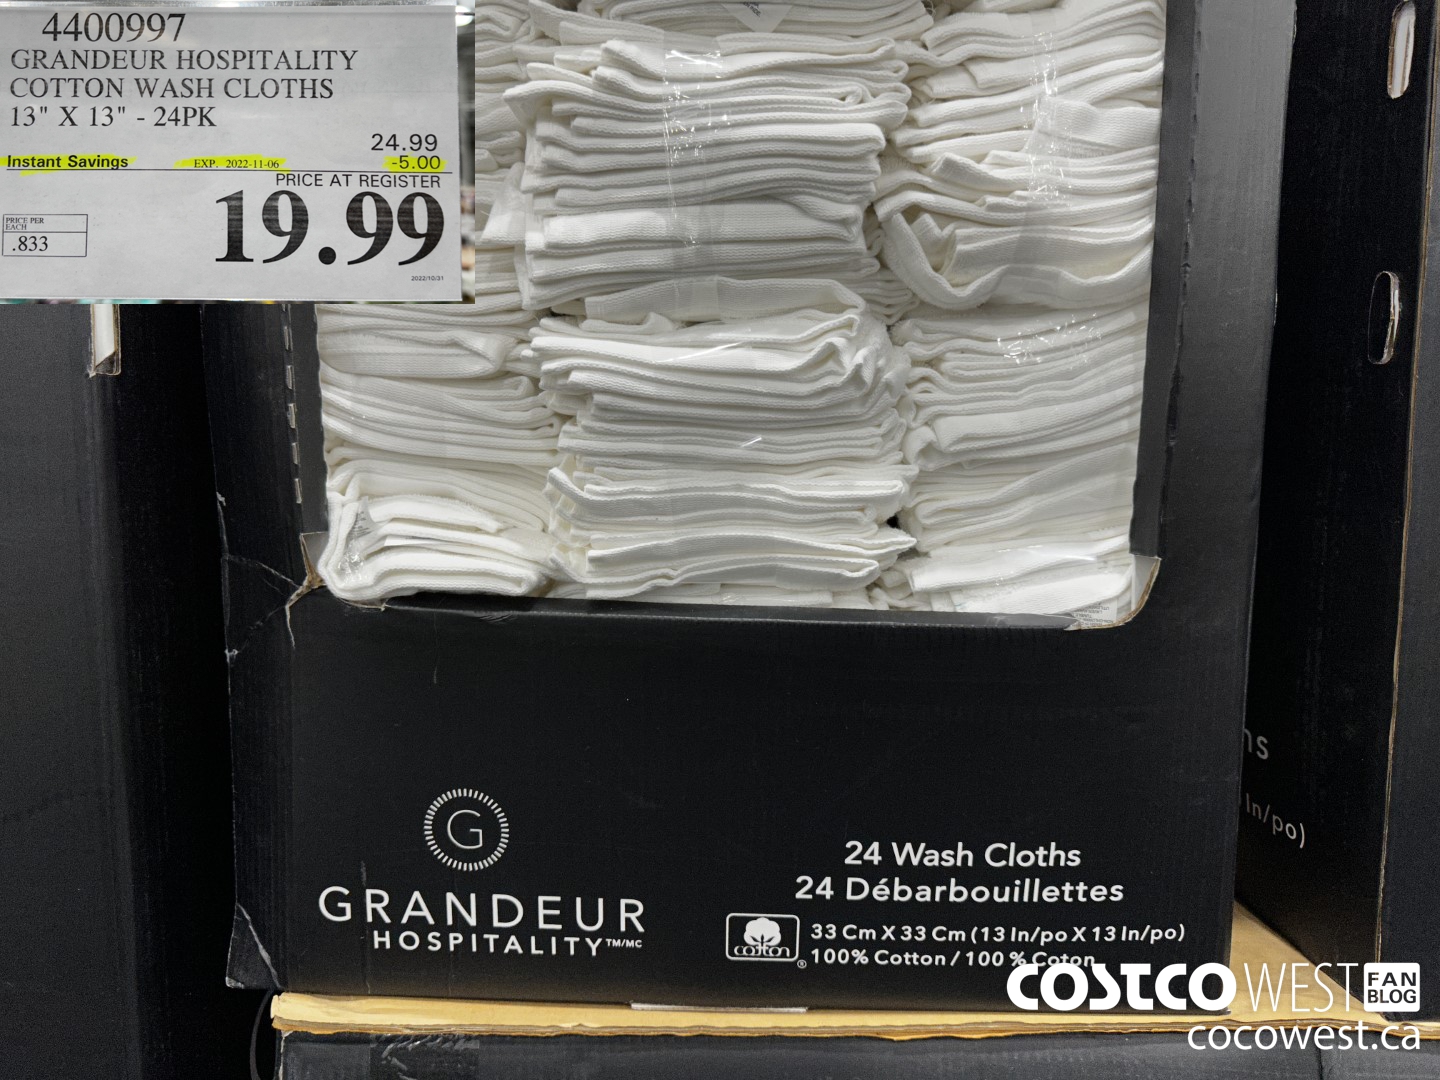 4400997
GRANDEUR HOSPITALITY
COTTON WASH CLOTHS
13" X 13" - 24PK
24.99
Instant Savings EXP. 2022-11-06 -5.00
PRICE AT REGISTER
19.99
PRICE PER
EACH
.833
2022/10/31
ns
In/po)
G
GRANDEUR
HOSPITALITY TM/MC
24 Wash Cloths
24 Débarbouillettes
33 Cm X 33 Cm (13 In/po X 13 In/po)
cotton ® 100% Cotton / 100 % Coton
COSTCO WEST FAN BLOG
cocowest.ca